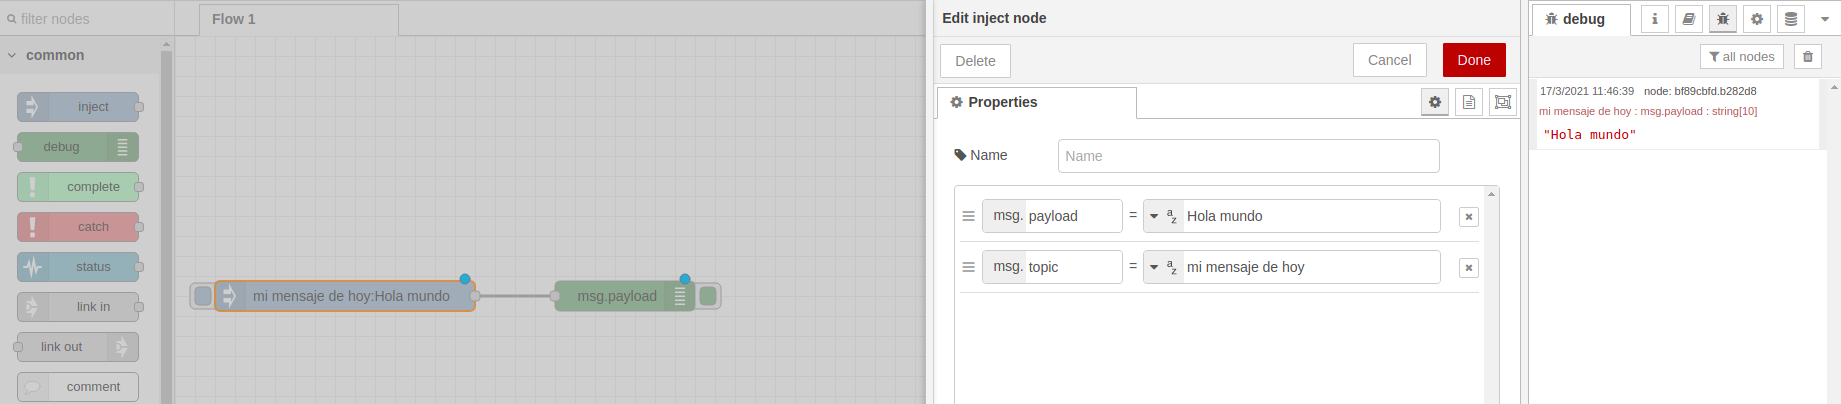 filter nodes
common
inject
debug
complete
catch
status
link in
link out
comment
Flow 1
mi mensaje de hoy:Hola mundo
msg.payload
Edit inject node
Delete
Cancel
Done
Properties
Name
Name
msg. payload = a z Hola mundo
msg. topic = a z mi mensaje de hoy
debug
i
all nodes
17/3/2021 11:46:39 node: bf89cbfd.b282d8
mi mensaje de hoy : msg.payload : string[10]
"Hola mundo"